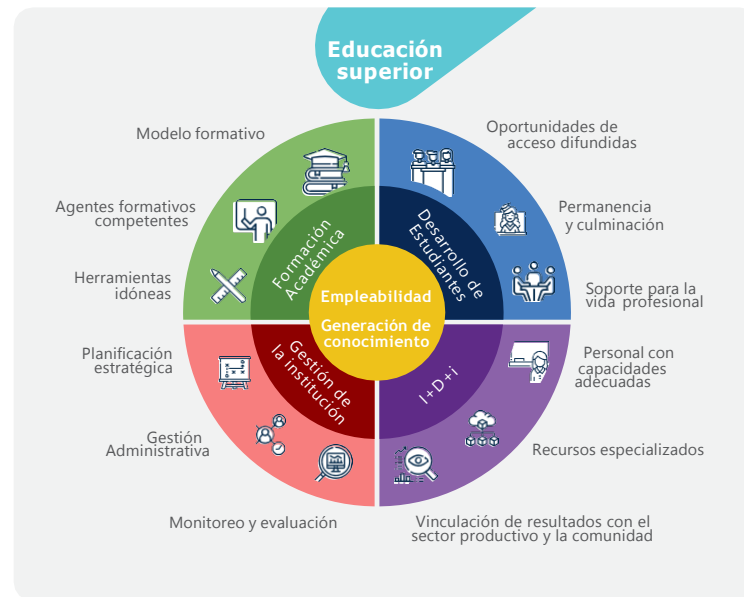 Educación
superior
Modelo formativo
Agentes formativos
competentes
Herramientas
idóneas
Oportunidades de
acceso difundidas
Permanencia
y culminación
Soporte para la
vida profesional
Formación
Académica
Desarrollo de
Estudiantes
Empleabilidad
Generación de
conocimiento
Gestión de
la institución
I+D+i
Planificación
estratégica
Gestión
Administrativa
Monitoreo y evaluación
Personal con
capacidades
adecuadas
Recursos especializados
Vinculación de resultados con el
sector productivo y la comunidad